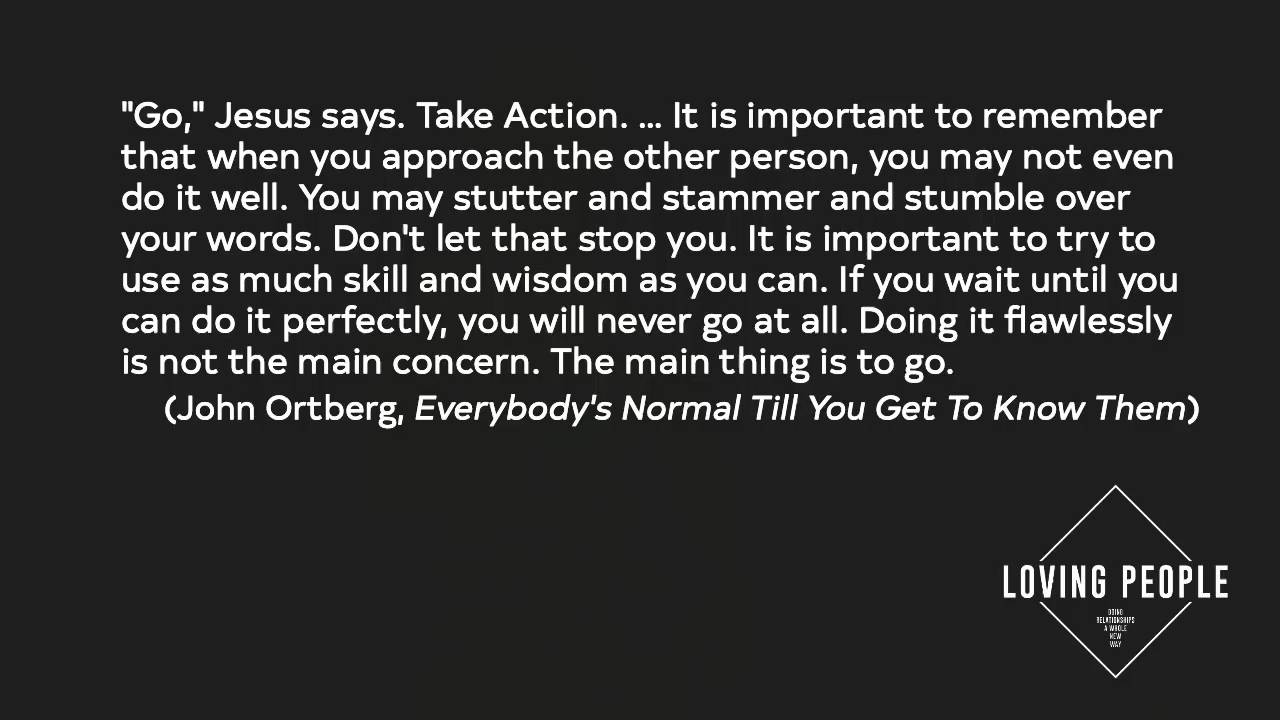 "Go," Jesus says. Take Action. ... It is important to remember
that when you approach the other person, you may not even
do it well. You may stutter and stammer and stumble over
your words. Don't let that stop you. It is important to try to
use as much skill and wisdom as you can. If you wait until you
can do it perfectly, you will never go at all. Doing it flawlessly
is not the main concern. The main thing is to go.
(John Ortberg, Everybody's Normal Till You Get To Know Them)
LOVING PEOPLE
DOING
RELATIONSHIPS
A WHOLE
NEW
WAY